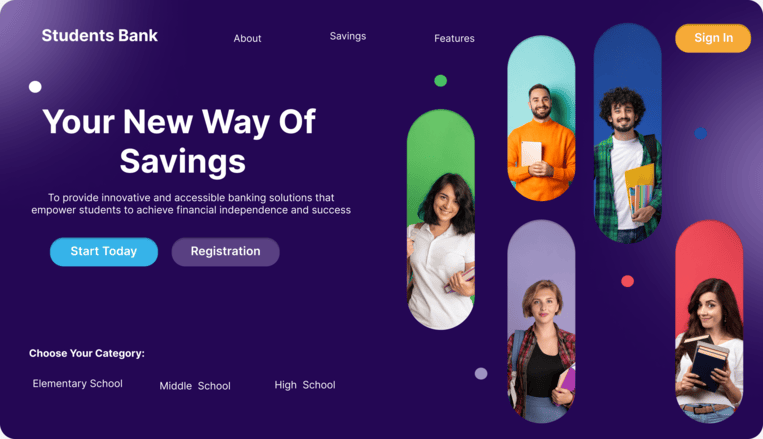 Students Bank
About
Savings
Features
Sign In
Your New Way Of
Savings
To provide innovative and accessible banking solutions that
empower students to achieve financial independence and success
Start Today
Registration
Choose Your Category:
Elementary School
Middle School
High School